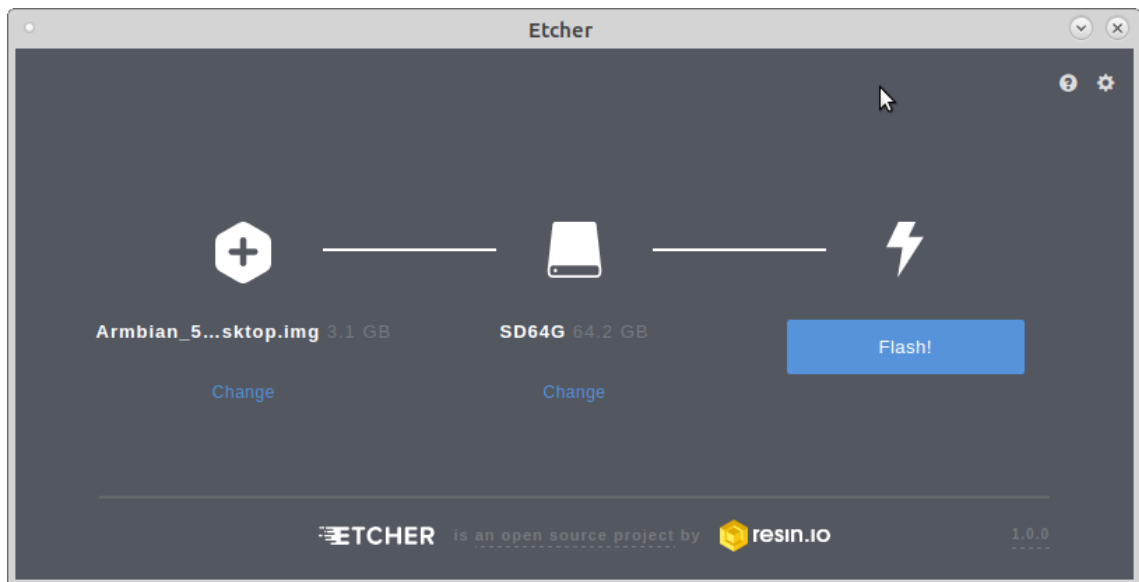 Etcher
Armbian_5...sktop.img 3.1 GB
SD64G 64.2 GB
Flash!
Change
Change
ETCHER is an open source project by resin.io
1.0.0